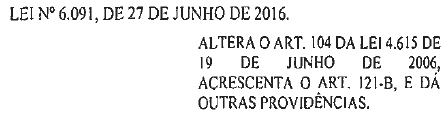 LEI Nº 6.091, DE 27 DE JUNHO DE 2016.
ALTERA O ART. 104 DA LEI 4.615 DE
19 DE JUNHO DE 2006,
ACRESCENTA O ART. 121-B, E DÁ
OUTRAS PROVIDÊNCIAS.